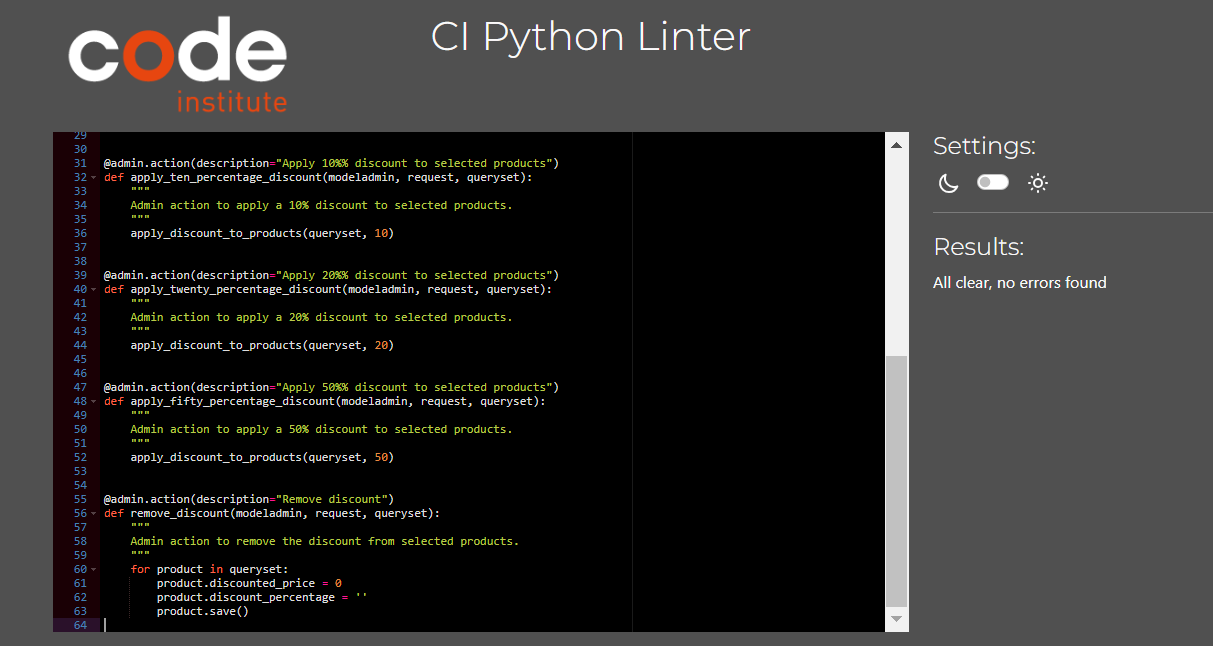 code
institute
CI Python Linter
29
30
31 @admin.action(description="Apply 10%% discount to selected products")
32 def apply_ten_percentage_discount(modeladmin, request, queryset):
33 """
34 Admin action to apply a 10% discount to selected products.
35 """
36 apply_discount_to_products(queryset, 10)
37
38
39 @admin.action(description="Apply 20%% discount to selected products")
40 def apply_twenty_percentage_discount(modeladmin, request, queryset):
41 """
42 Admin action to apply a 20% discount to selected products.
43 """
44 apply_discount_to_products(queryset, 20)
45
46
47 @admin.action(description="Apply 50%% discount to selected products")
48 def apply_fifty_percentage_discount(modeladmin, request, queryset):
49 """
50 Admin action to apply a 50% discount to selected products.
51 """
52 apply_discount_to_products(queryset, 50)
53
54
55 @admin.action(description="Remove discount")
56 def remove_discount(modeladmin, request, queryset):
57 """
58 Admin action to remove the discount from selected products.
59 """
60 for product in queryset:
61 product.discounted_price = 0
62 product.discount_percentage = ''
63 product.save()
64
Settings:
Results:
All clear, no errors found